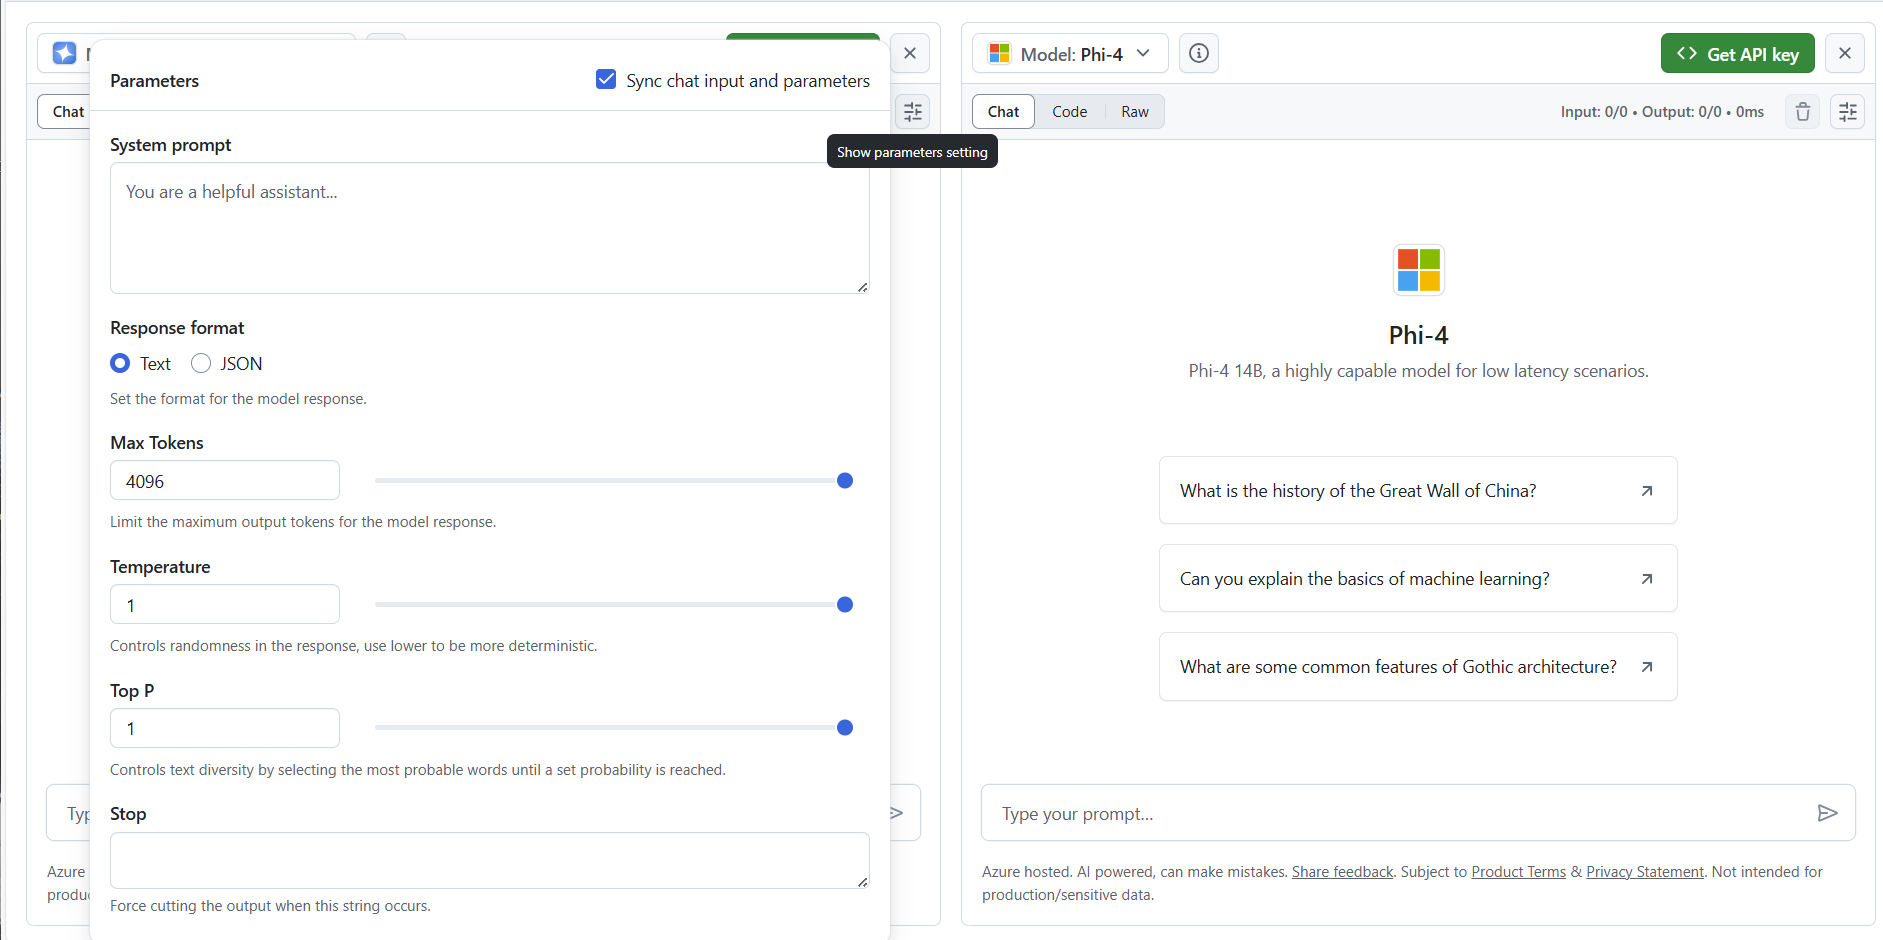 Parameters
Sync chat input and parameters
Chat
Show parameters setting
System prompt
You are a helpful assistant...
Response format
Text
JSON
Set the format for the model response.
Max Tokens
4096
Limit the maximum output tokens for the model response.
Temperature
1
Controls randomness in the response, use lower to be more deterministic.
Top P
1
Controls text diversity by selecting the most probable words until a set probability is reached.
Stop
Force cutting the output when this string occurs.
Typ
Azure
produ
Model: Phi-4
Get API key
Chat
Code
Raw
Input: 0/0 • Output: 0/0 • 0ms
Phi-4
Phi-4 14B, a highly capable model for low latency scenarios.
What is the history of the Great Wall of China?
Can you explain the basics of machine learning?
What are some common features of Gothic architecture?
Type your prompt...
Azure hosted. AI powered, can make mistakes. Share feedback. Subject to Product Terms & Privacy Statement. Not intended for
production/sensitive data.